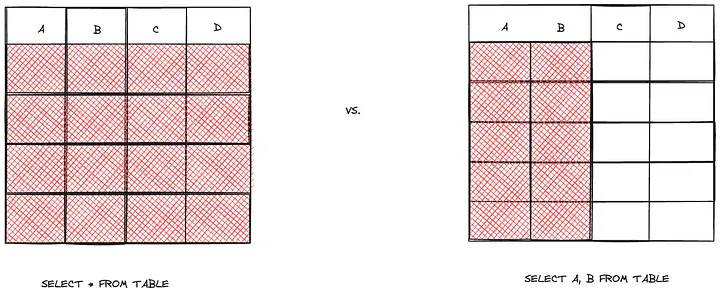 A B C D
VS.
A B C D
SELECT * FROM TABLE
SELECT A, B FROM TABLE